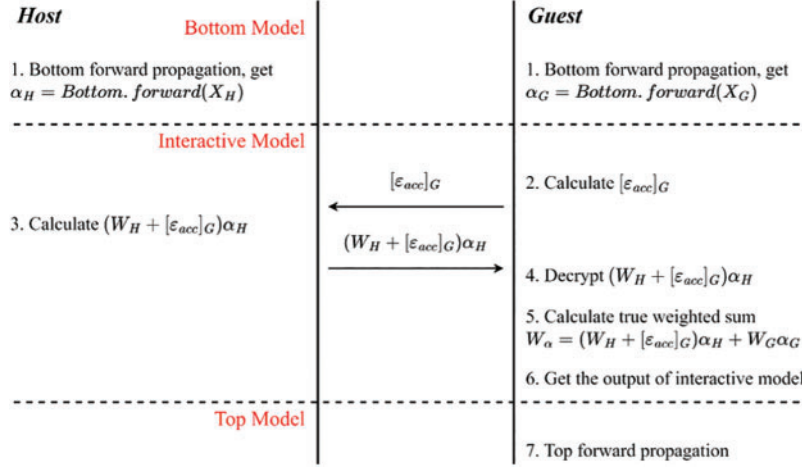 Host
Bottom Model
Guest
1. Bottom forward propagation, get
α_H = Bottom. forward(X_H)
1. Bottom forward propagation, get
α_G = Bottom. forward(X_G)
Interactive Model
[ε_acc]_G
2. Calculate [ε_acc]_G
3. Calculate (W_H + [ε_acc]_G)α_H
(W_H + [ε_acc]_G)α_H
4. Decrypt (W_H + [ε_acc]_G)α_H
5. Calculate true weighted sum
W_α = (W_H + [ε_acc]_G)α_H + W_Gα_G
6. Get the output of interactive model
Top Model
7. Top forward propagation